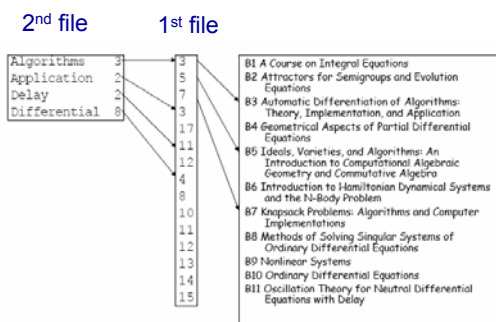 2nd file 1st file
Algorithms 3
Application 2
Delay 2
Differential 8
3
5
7
3
17
11
12
4
8
10
11
12
13
14
15
B1 A Course on Integral Equations
B2 Attractors for Semigroups and Evolution
Equations
B3 Automatic Differentiation of Algorithms:
Theory, Implementation, and Application
B4 Geometrical Aspects of Partial Differential
Equations
B5 Ideals, Varieties, and Algorithms: An
Introduction to Computational Algebraic
Geometry and Commutative Algebra
B6 Introduction to Hamiltonian Dynamical Systems
and the N-Body Problem
B7 Knapsack Problems: Algorithms and Computer
Implementations
B8 Methods of Solving Singular Systems of
Ordinary Differential Equations
B9 Nonlinear Systems
B10 Ordinary Differential Equations
B11 Oscillation Theory for Neutral Differential
Equations with Delay